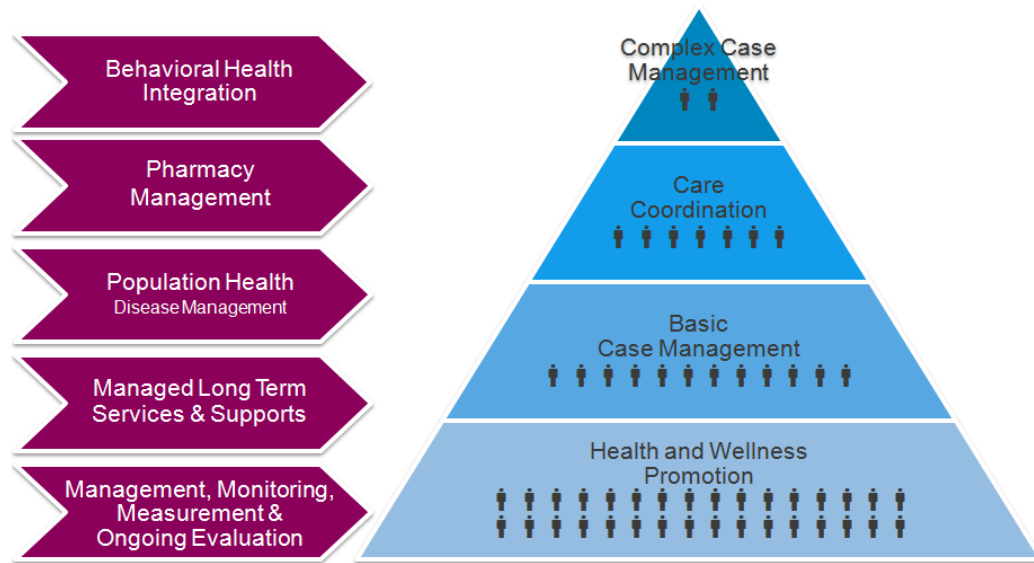 Behavioral Health
Integration
Pharmacy
Management
Population Health
Disease Management
Managed Long Term
Services & Supports
Management, Monitoring,
Measurement &
Ongoing Evaluation
Complex Case
Management
Care
Coordination
Basic
Case Management
Health and Wellness
Promotion